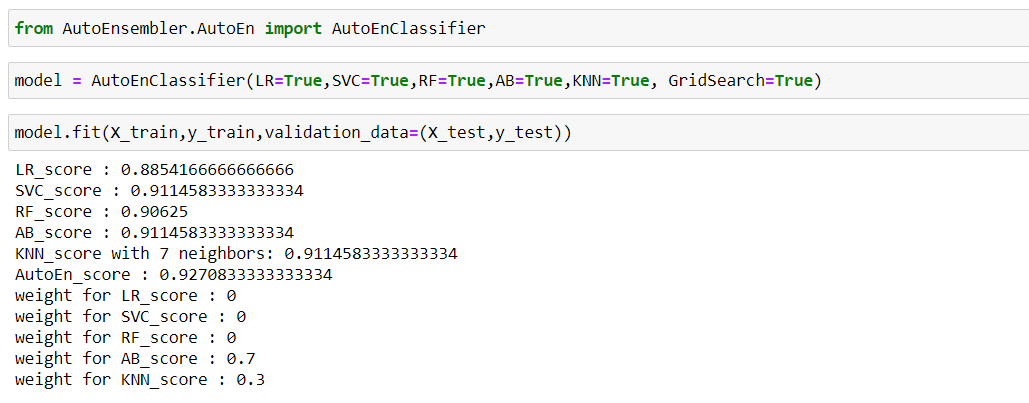 from AutoEnsembler.AutoEn import AutoEnClassifier
model = AutoEnClassifier(LR=True,SVC=True,RF=True,AB=True,KNN=True, GridSearch=True)
model.fit(X_train,y_train,validation_data=(X_test,y_test))
LR_score : 0.8854166666666666
SVC_score : 0.9114583333333334
RF_score : 0.90625
AB_score : 0.9114583333333334
KNN_score with 7 neighbors: 0.9114583333333334
AutoEn_score : 0.9270833333333334
weight for LR_score : 0
weight for SVC_score : 0
weight for RF_score : 0
weight for AB_score : 0.7
weight for KNN_score : 0.3